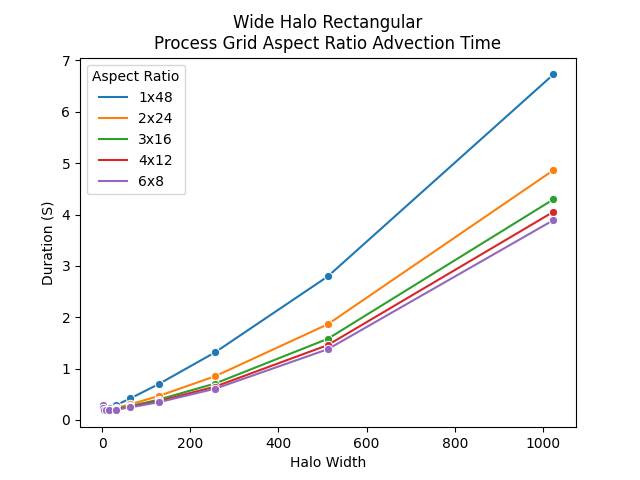 Wide Halo Rectangular
Process Grid Aspect Ratio Advection Time
7
6
5
4
3
2
1
0
Duration (S)
Aspect Ratio
1x48
2x24
3x16
4x12
6x8
0 200 400 600 800 1000
Halo Width